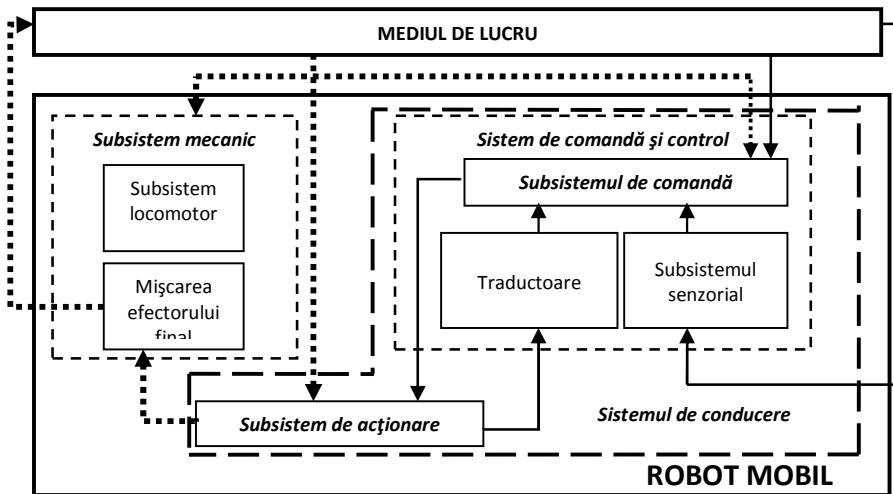 MEDIUL DE LUCRU
Subsistem mecanic
Sistem de comandă şi control
Subsistem
locomotor
Subsistemul de comandă
Mişcarea
efectorului
final
Traductoare
Subsistemul
senzorial
Subsistem de acţionare
Sistemul de conducere
ROBOT MOBIL